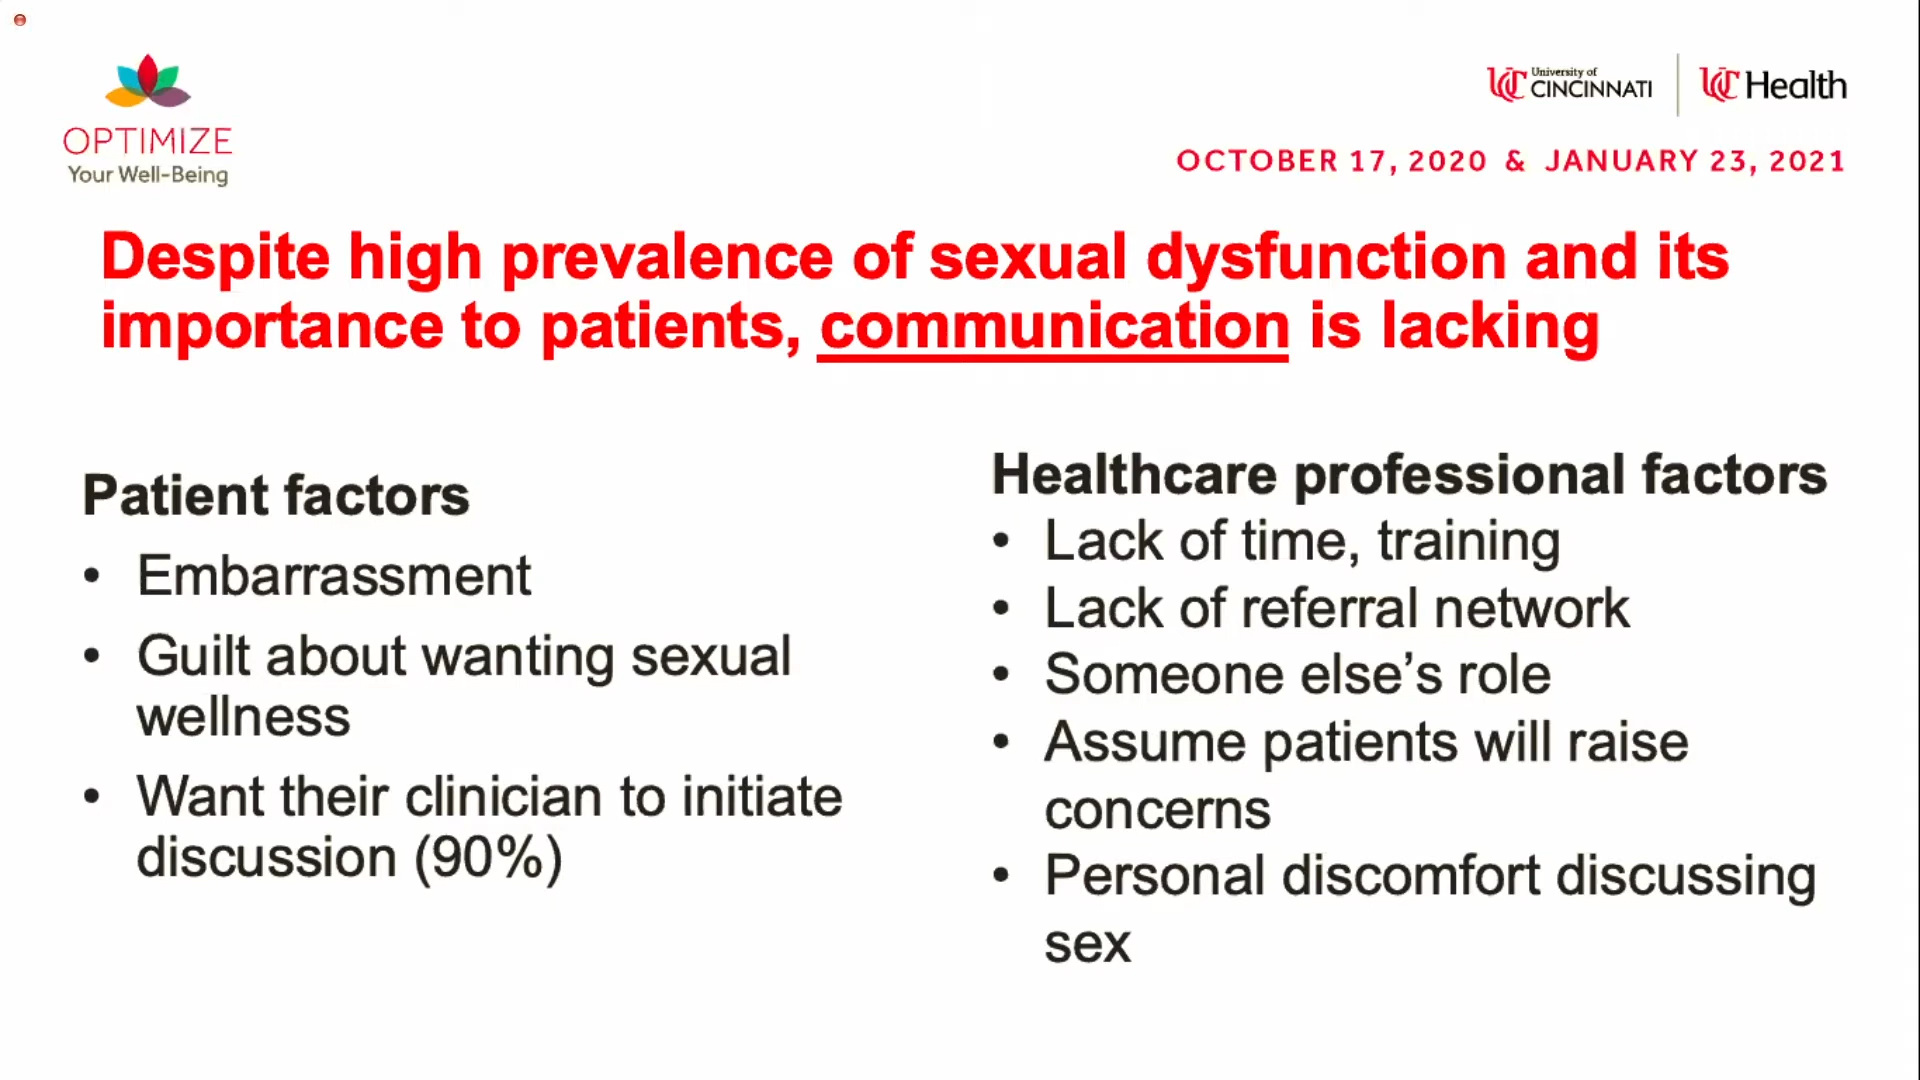 OPTIMIZE
Your Well-Being
University of
CINCINNATI
UC Health
OCTOBER 17, 2020 & JANUARY 23, 2021
Despite high prevalence of sexual dysfunction and its
importance to patients, communication is lacking
Patient factors
• Embarrassment
• Guilt about wanting sexual
wellness
• Want their clinician to initiate
discussion (90%)
Healthcare professional factors
• Lack of time, training
• Lack of referral network
• Someone else’s role
• Assume patients will raise
concerns
• Personal discomfort discussing
sex